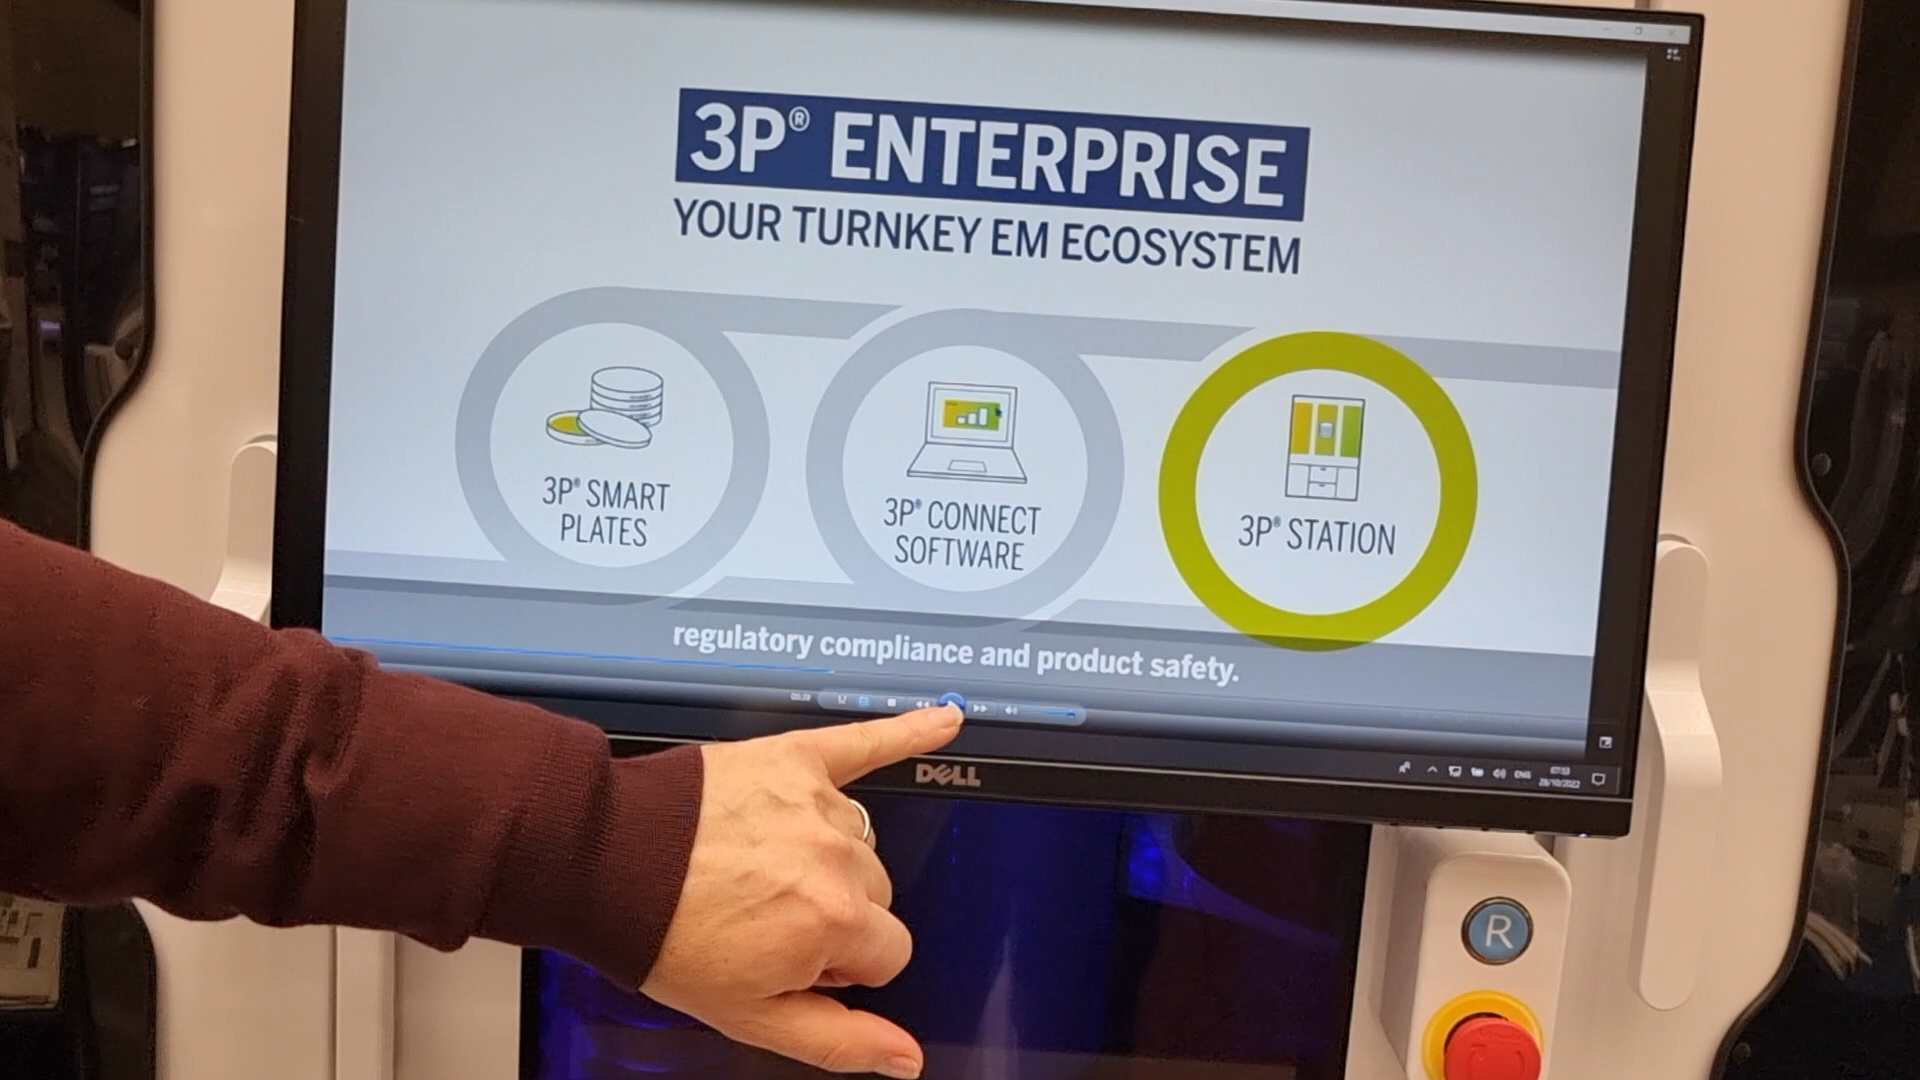 3P® ENTERPRISE
YOUR TURNKEY EM ECOSYSTEM
3P® SMART
PLATES
3P® CONNECT
SOFTWARE
3P® STATION
regulatory compliance and product safety.
DELL
ENG
R